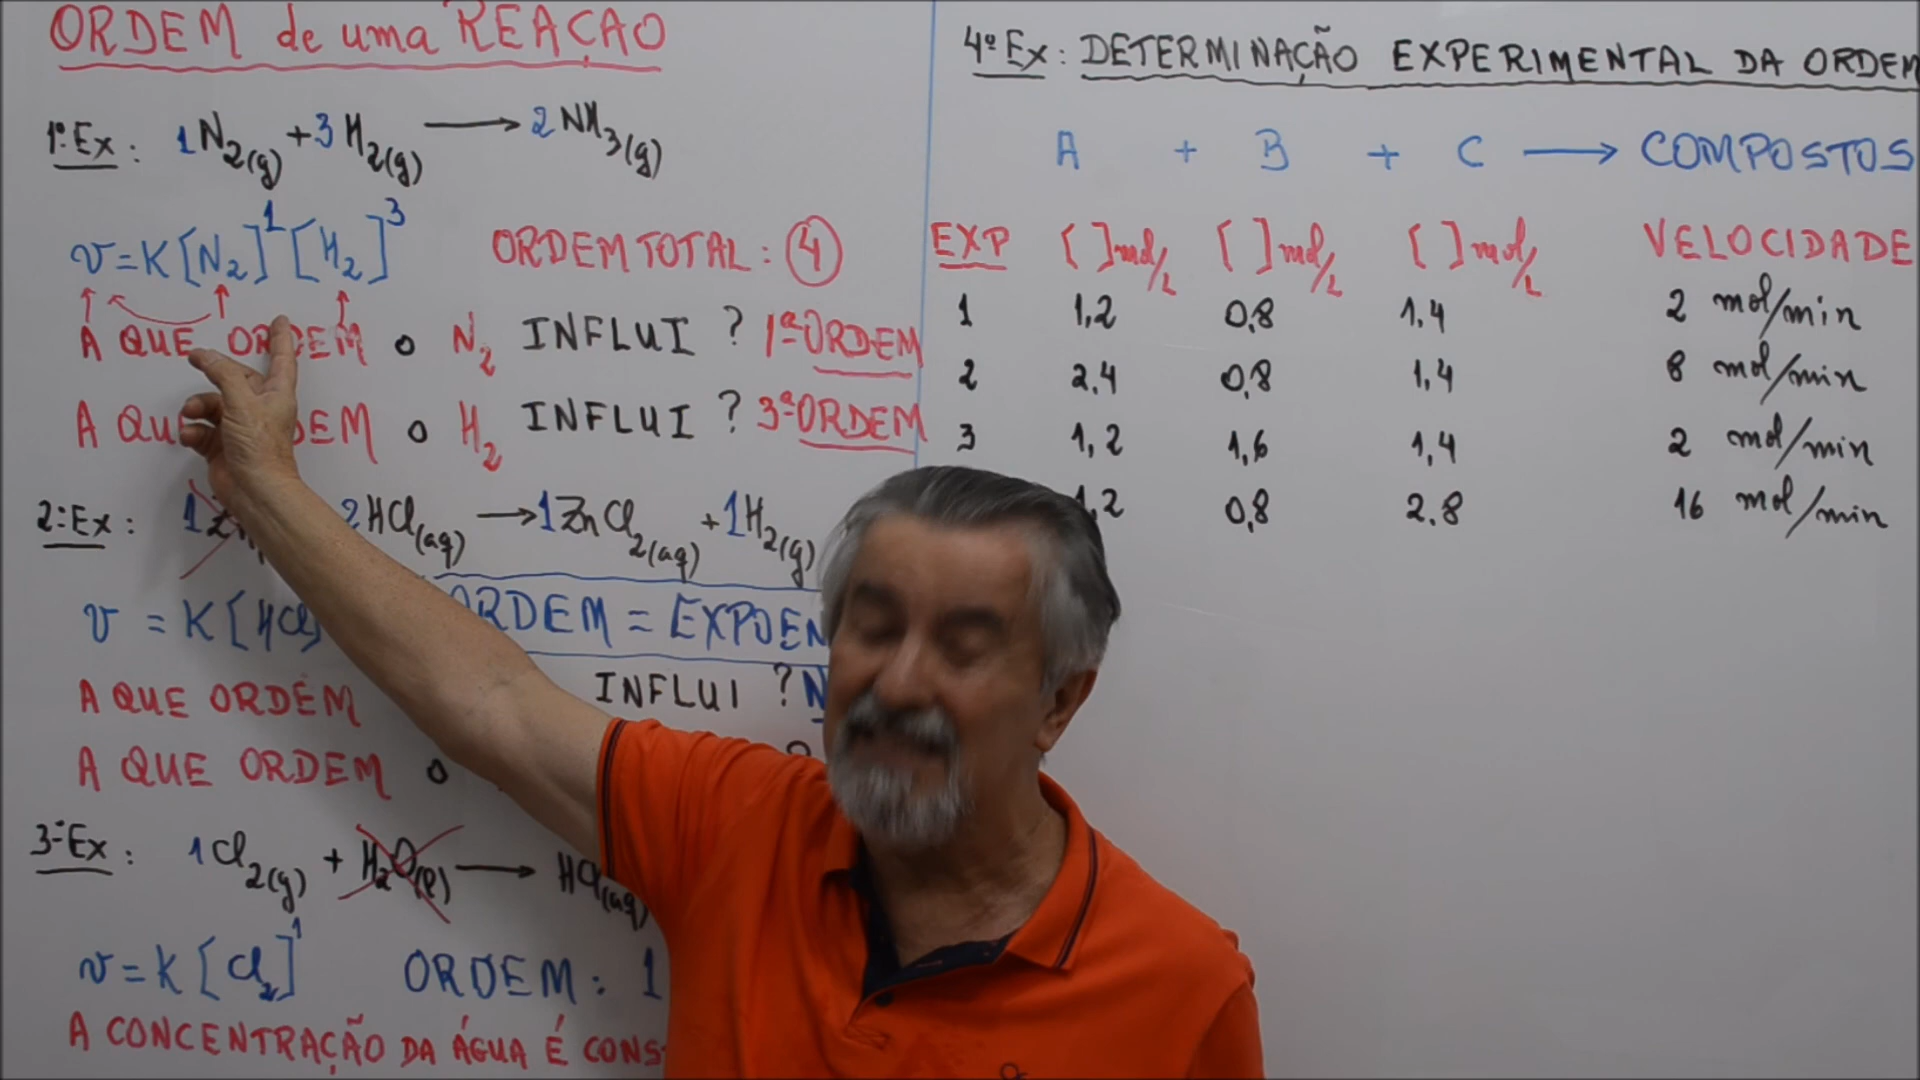 ORDEM de uma REAÇÃO
1º Ex: 1N2(g) + 3H2(g) → 2NH3(g)
v = K [N2]^1 [H2]^3 ORDEM TOTAL: 4
A QUE ORDEM o N2 INFLUI ? 1ª ORDEM
A QUE ORDEM o H2 INFLUI ? 3ª ORDEM
2º Ex: 2HCl(aq) → 1ZnCl2(aq) + 1H2(g)
v = K [HCl]
ORDEM =
A QUE ORDEM INFLUI ?
A QUE ORDEM o
3º Ex: 1Cl2(g) + H2O(l) → HCl(aq)
v = K [Cl2]^1 ORDEM: 1
A CONCENTRAÇÃO DA ÁGUA É
4º Ex: DETERMINAÇÃO EXPERIMENTAL DA ORDEM
A + B + C → COMPOSTOS
EXP [ ]mol/L [ ]mol/L [ ]mol/L VELOCIDADE
1 1,2 0,8 1,4 2 mol/min
2 2,4 0,8 1,4 8 mol/min
3 1,2 1,6 1,4 2 mol/min
1,2 0,8 2,8 16 mol/min